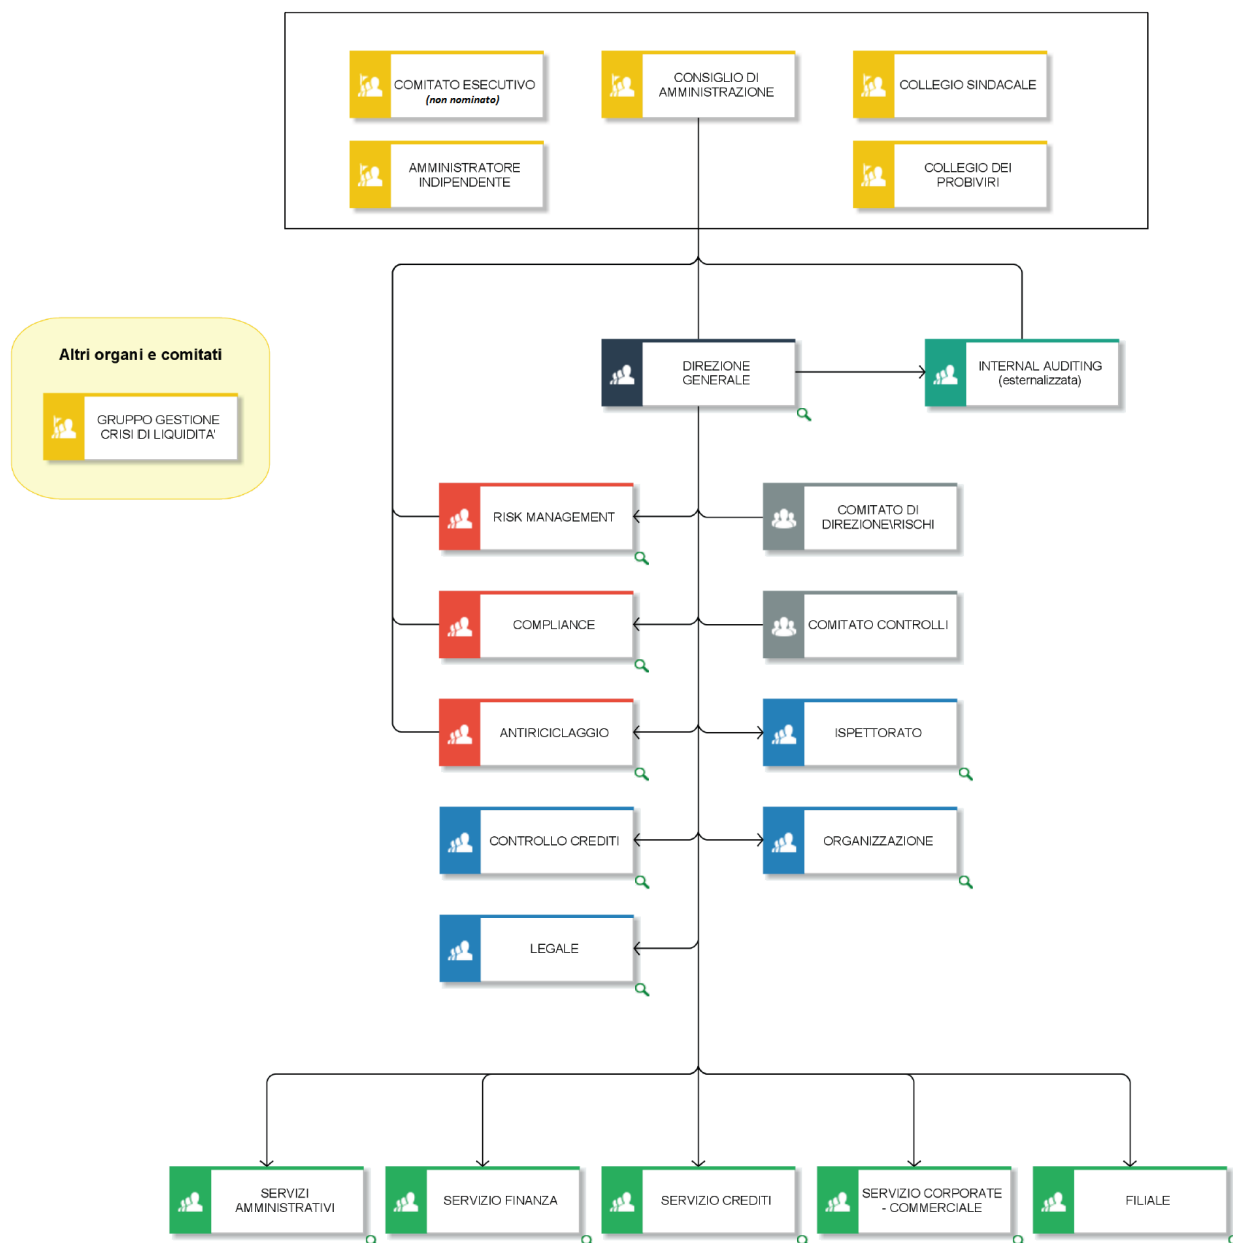 COMITATO ESECUTIVO
(non nominato)
CONSIGLIO DI
AMMINISTRAZIONE
COLLEGIO SINDACALE
AMMINISTRATORE
INDIPENDENTE
COLLEGIO DEI
PROBIVIRI
Altri organi e comitati
GRUPPO GESTIONE
CRISI DI LIQUIDITA'
DIREZIONE
GENERALE
INTERNAL AUDITING
(esternalizzata)
RISK MANAGEMENT
COMITATO DI
DIREZIONE\RISCHI
COMPLIANCE
COMITATO CONTROLLI
ANTIRICICLAGGIO
ISPETTORATO
CONTROLLO CREDITI
ORGANIZZAZIONE
LEGALE
SERVIZI
AMMINISTRATIVI
SERVIZIO FINANZA
SERVIZIO CREDITI
SERVIZIO CORPORATE
- COMMERCIALE
FILIALE